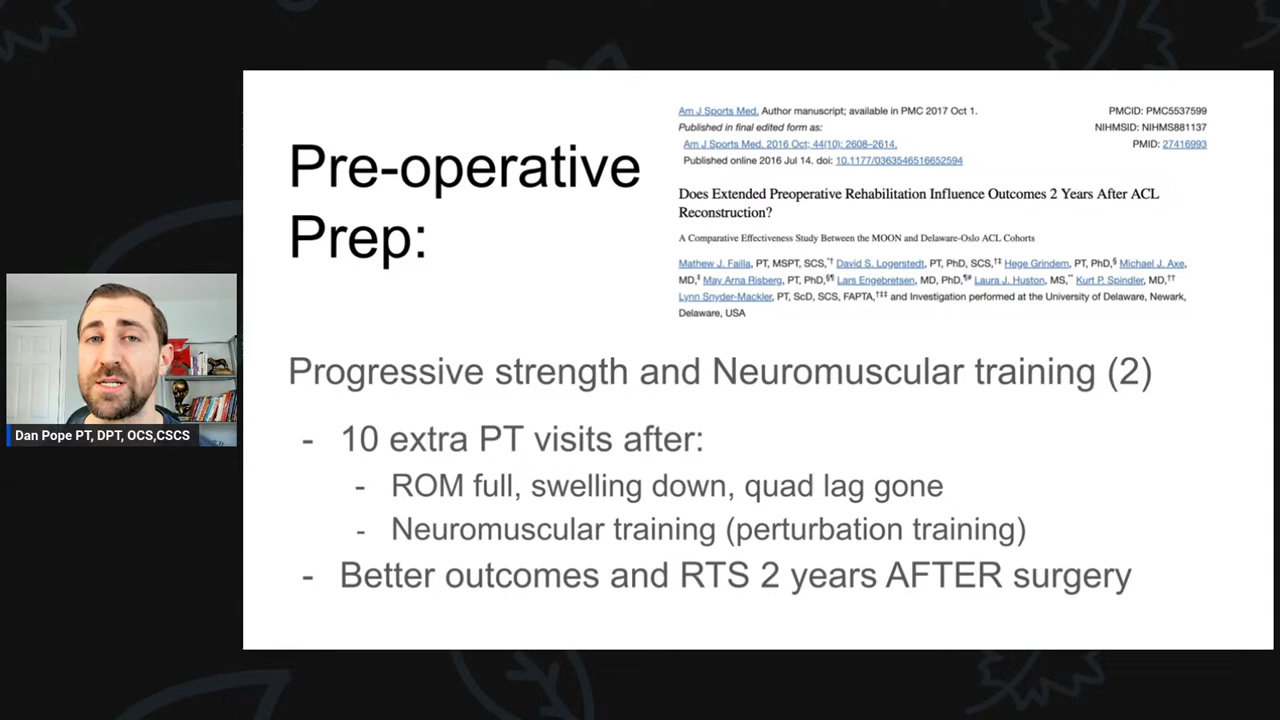 Pre-operative
Prep:
Am J Sports Med. Author manuscript; available in PMC 2017 Oct 1.
Published in final edited form as:
Am J Sports Med. 2016 Oct; 44(10): 2608–2614.
Published online 2016 Jul 14. doi: 10.1177/0363546516652594
PMCID: PMC5537599
NIHMSID: NIHMS881137
PMID: 27416993
Does Extended Preoperative Rehabilitation Influence Outcomes 2 Years After ACL
Reconstruction?
A Comparative Effectiveness Study Between the MOON and Delaware-Oslo ACL Cohorts
Mathew J. Failla, PT, MSPT, SCS,*† David S. Logerstedt, PT, PhD, SCS,†‡ Hege Grindem, PT, PhD,§ Michael J. Axe,
MD,‖ May Arna Risberg, PT, PhD,§¶ Lars Engebretsen, MD, PhD,¶# Laura J. Huston, MS,** Kurt P. Spindler, MD,††
Lynn Snyder-Mackler, PT, ScD, SCS, FAPTA,†‡‡ and Investigation performed at the University of Delaware, Newark,
Delaware, USA
Progressive strength and Neuromuscular training (2)
- 10 extra PT visits after:
- ROM full, swelling down, quad lag gone
- Neuromuscular training (perturbation training)
- Better outcomes and RTS 2 years AFTER surgery
Dan Pope PT, DPT, OCS,CSCS